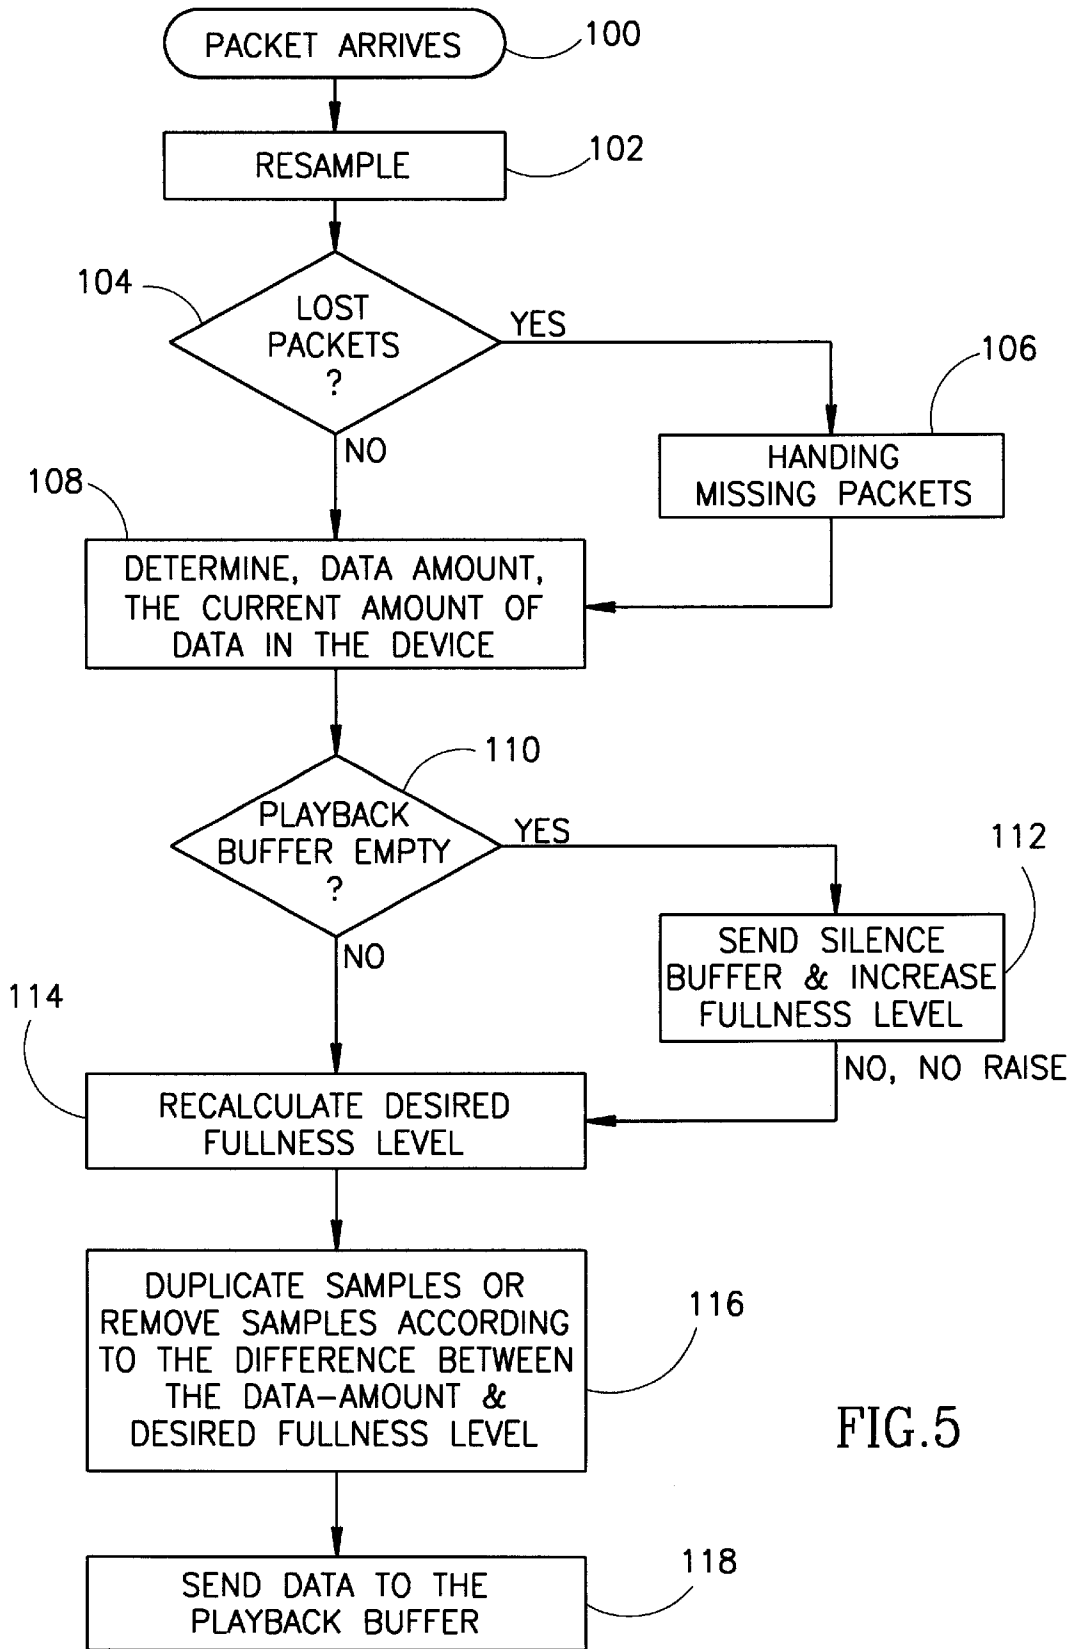 PACKET ARRIVES
100
RESAMPLE
102
104
LOST
PACKETS
?
YES
NO
106
HANDING
MISSING PACKETS
108
DETERMINE, DATA AMOUNT,
THE CURRENT AMOUNT OF
DATA IN THE DEVICE
110
PLAYBACK
BUFFER EMPTY
?
YES
NO
112
SEND SILENCE
BUFFER & INCREASE
FULLNESS LEVEL
NO, NO RAISE
114
RECALCULATE DESIRED
FULLNESS LEVEL
DUPLICATE SAMPLES OR
REMOVE SAMPLES ACCORDING
TO THE DIFFERENCE BETWEEN
THE DATA-AMOUNT &
DESIRED FULLNESS LEVEL
116
FIG.5
SEND DATA TO THE
PLAYBACK BUFFER
118